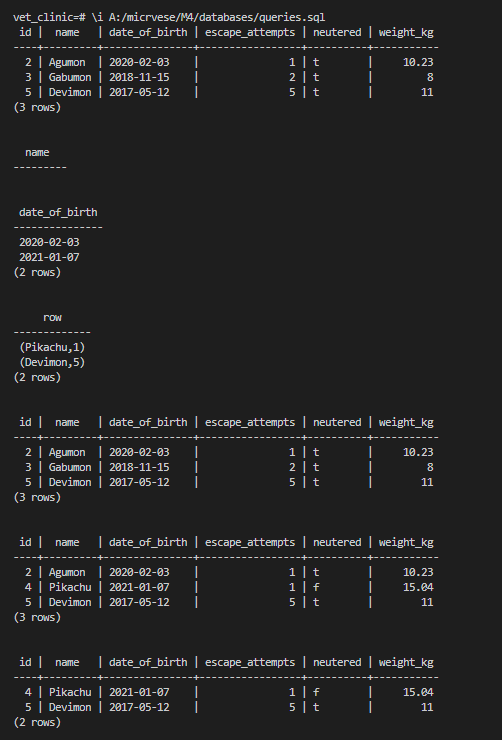 vet_clinic=# \i A:/micrvese/M4/databases/queries.sql
 id |  name   | date_of_birth | escape_attempts | neutered | weight_kg
----+---------+---------------+-----------------+----------+-----------
  2 | Agumon  | 2020-02-03    |               1 | t        |     10.23
  3 | Gabumon | 2018-11-15    |               2 | t        |         8
  5 | Devimon | 2017-05-12    |               5 | t        |        11
(3 rows)
  name
---------
 date_of_birth
---------------
 2020-02-03
 2021-01-07
(2 rows)
     row
-------------
 (Pikachu,1)
 (Devimon,5)
(2 rows)
 id |  name   | date_of_birth | escape_attempts | neutered | weight_kg
----+---------+---------------+-----------------+----------+-----------
  2 | Agumon  | 2020-02-03    |               1 | t        |     10.23
  3 | Gabumon | 2018-11-15    |               2 | t        |         8
  5 | Devimon | 2017-05-12    |               5 | t        |        11
(3 rows)
 id |  name   | date_of_birth | escape_attempts | neutered | weight_kg
----+---------+---------------+-----------------+----------+-----------
  2 | Agumon  | 2020-02-03    |               1 | t        |     10.23
  4 | Pikachu | 2021-01-07    |               1 | f        |     15.04
  5 | Devimon | 2017-05-12    |               5 | t        |        11
(3 rows)
 id |  name   | date_of_birth | escape_attempts | neutered | weight_kg
----+---------+---------------+-----------------+----------+-----------
  4 | Pikachu | 2021-01-07    |               1 | f        |     15.04
  5 | Devimon | 2017-05-12    |               5 | t        |        11
(2 rows)